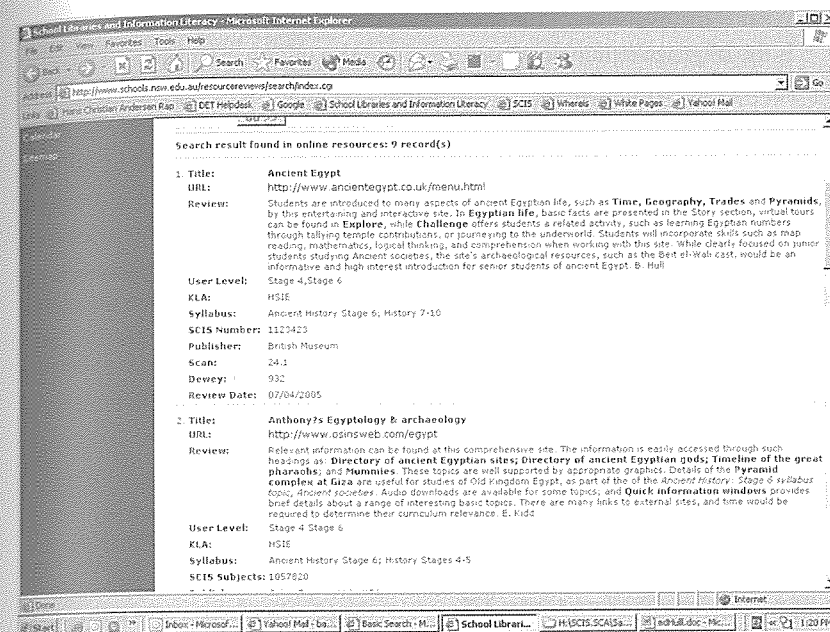 School Libraries and Information Literacy - Microsoft Internet Explorer
File Edit View Favorites Tools Help
Back Search Favorites Media
Address http://www.schools.nsw.edu.au/resourcereviews/search/index.cgi Go
Links Hans Christian Andersen Rap DET Helpdesk Google School Libraries and Information Literacy SCIS Whereis White Pages Yahoo! Mail
Calendar
Sitemap
Search result found in online resources: 9 record(s)
1. Title: Ancient Egypt
URL: http://www.ancientegypt.co.uk/menu.html
Review: Students are introduced to many aspects of ancient Egyptian life, such as Time, Geography, Trades and Pyramids,
by this entertaining and interactive site. In Egyptian life, basic facts are presented in the Story section, virtual tours
can be found in Explore, while Challenge offers students a related activity, such as learning Egyptian numbers
through tallying temple contributions, or journeying to the underworld. Students will incorporate skills such as map
reading, mathematics, logical thinking, and comprehension when working with this site. While clearly focused on junior
students studying Ancient societies, the site's archaeological resources, such as the Beit el-Wali cast, would be an
informative and high interest introduction for senior students of ancient Egypt. B. Hull
User Level: Stage 4,Stage 6
KLA: HSIE
Syllabus: Ancient History Stage 6; History 7-10
SCIS Number: 1123423
Publisher: British Museum
Scan: 24.1
Dewey: 932
Review Date: 07/04/2005
2. Title: Anthony?s Egyptology & archaeology
URL: http://www.osinsweb.com/egypt
Review: Relevant information can be found at this comprehensive site. The information is easily accessed through such
headings as: Directory of ancient Egyptian sites; Directory of ancient Egyptian gods; Timeline of the great
pharaohs; and Mummies. These topics are well supported by appropriate graphics. Details of the Pyramid
complex at Giza are useful for studies of Old Kingdom Egypt, as part of the of the Ancient History: Stage 6 syllabus
topic, Ancient societies. Audio downloads are available for some topics; and Quick information windows provides
brief details about a range of interesting basic topics. There are many links to external sites, and time would be
required to determine their curriculum relevance. E. Kidd
User Level: Stage 4 Stage 6
KLA: HSIE
Syllabus: Ancient History Stage 6; History Stages 4-5
SCIS Subjects: 1057820
Done Internet
Start Inbox - Microsof... Yahoo! Mail - ba... Basic Search - M... School Librari... H:\SCIS.SCA\Sa... edHull.doc - Mic... 1:20 PM